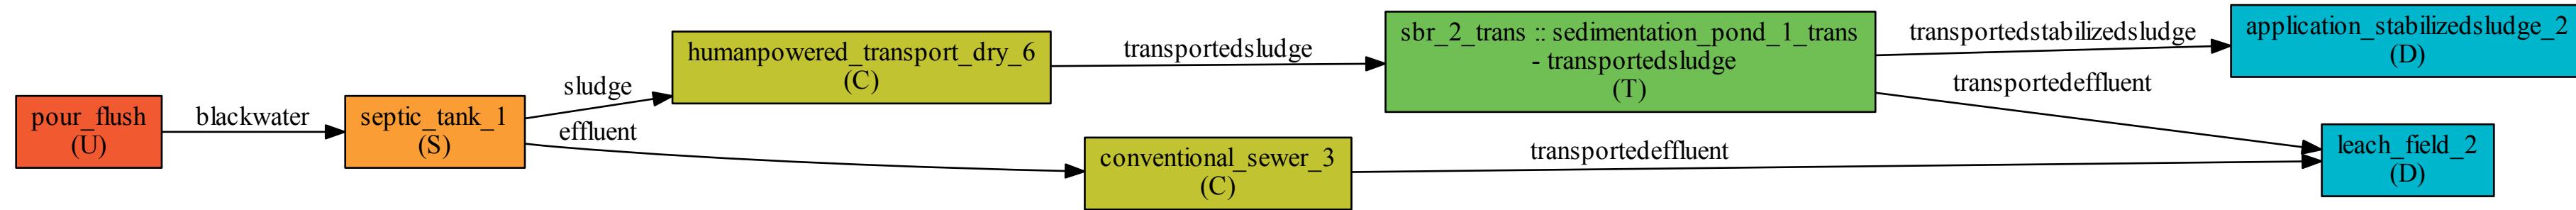 pour_flush
(U)
blackwater
septic_tank_1
(S)
sludge
effluent
humanpowered_transport_dry_6
(C)
conventional_sewer_3
(C)
transportedsludge
transportedeffluent
sbr_2_trans :: sedimentation_pond_1_trans
- transportedsludge
(T)
transportedstabilizedsludge
transportedeffluent
application_stabilizedsludge_2
(D)
leach_field_2
(D)